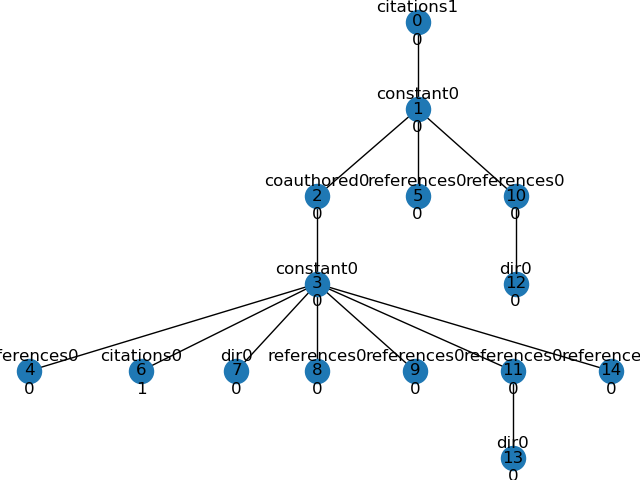 citations1
0
0
constant0
1
0
coauthored0 references0 references0
2 5 10
0 0 0
constant0 dir0
3 12
0 0
ferences0 citations0 dir0 references0 references0 references0 reference
4 6 7 8 9 11 14
0 1 0 0 0 0 0
dir0
13
0